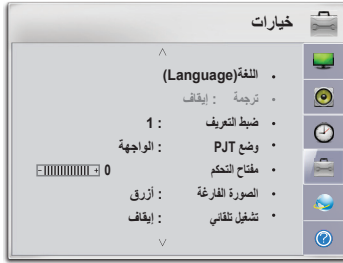 خيارات
اللغة(Language)
ترجمة : إيقاف
ضبط التعريف : 1
وضع PJT : الواجهة
مفتاح التحكم 0
الصورة الفارغة : أزرق
تشغيل تلقائي : إيقاف